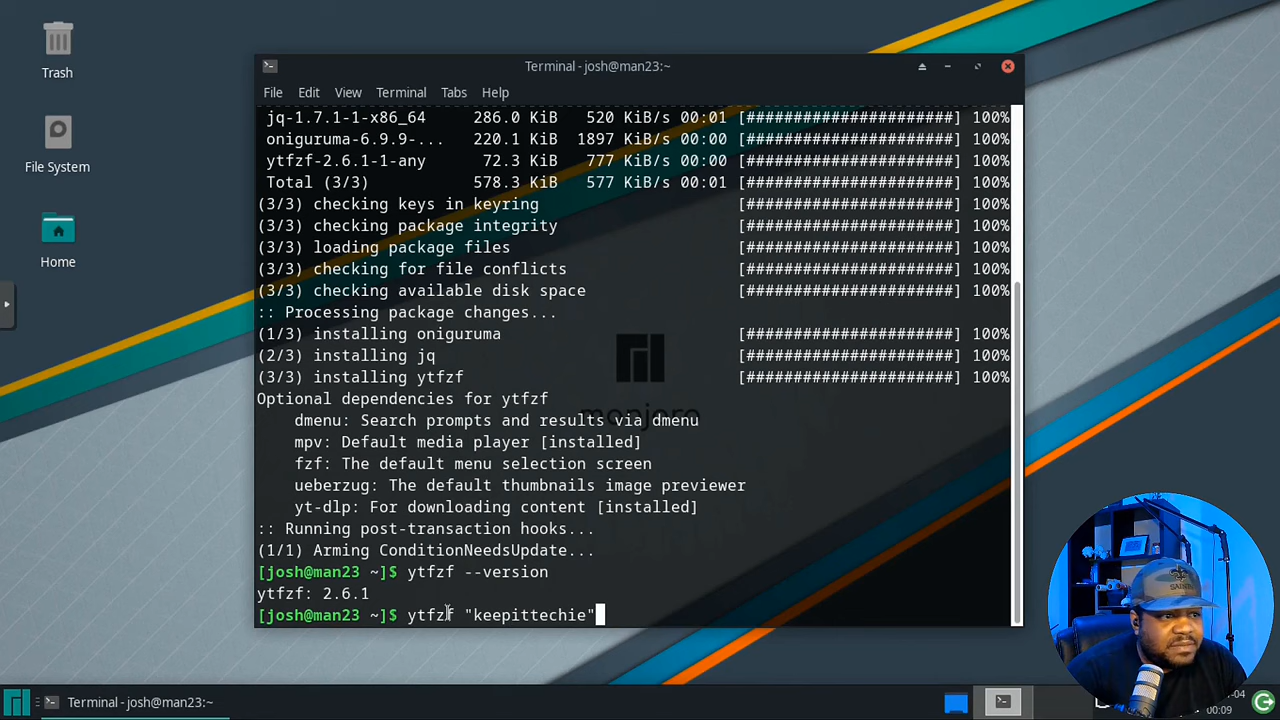 Trash
File System
Home
Terminal - josh@man23:~
File Edit View Terminal Tabs Help
jq-1.7.1-1-x86_64 286.0 KiB 520 KiB/s 00:01 [######################] 100%
oniguruma-6.9.9-... 220.1 KiB 1897 KiB/s 00:00 [######################] 100%
ytfzf-2.6.1-1-any 72.3 KiB 777 KiB/s 00:00 [######################] 100%
Total (3/3) 578.3 KiB 577 KiB/s 00:01 [######################] 100%
(3/3) checking keys in keyring [######################] 100%
(3/3) checking package integrity [######################] 100%
(3/3) loading package files [######################] 100%
(3/3) checking for file conflicts [######################] 100%
(3/3) checking available disk space [######################] 100%
:: Processing package changes...
(1/3) installing oniguruma [######################] 100%
(2/3) installing jq [######################] 100%
(3/3) installing ytfzf [######################] 100%
Optional dependencies for ytfzf
manjaro
dmenu: Search prompts and results via dmenu
mpv: Default media player [installed]
fzf: The default menu selection screen
ueberzug: The default thumbnails image previewer
yt-dlp: For downloading content [installed]
:: Running post-transaction hooks...
(1/1) Arming ConditionNeedsUpdate...
[josh@man23 ~]$ ytfzf --version
ytfzf: 2.6.1
[josh@man23 ~]$ ytfzf "keepittechie"
Terminal - josh@man23:~
-04
00:09